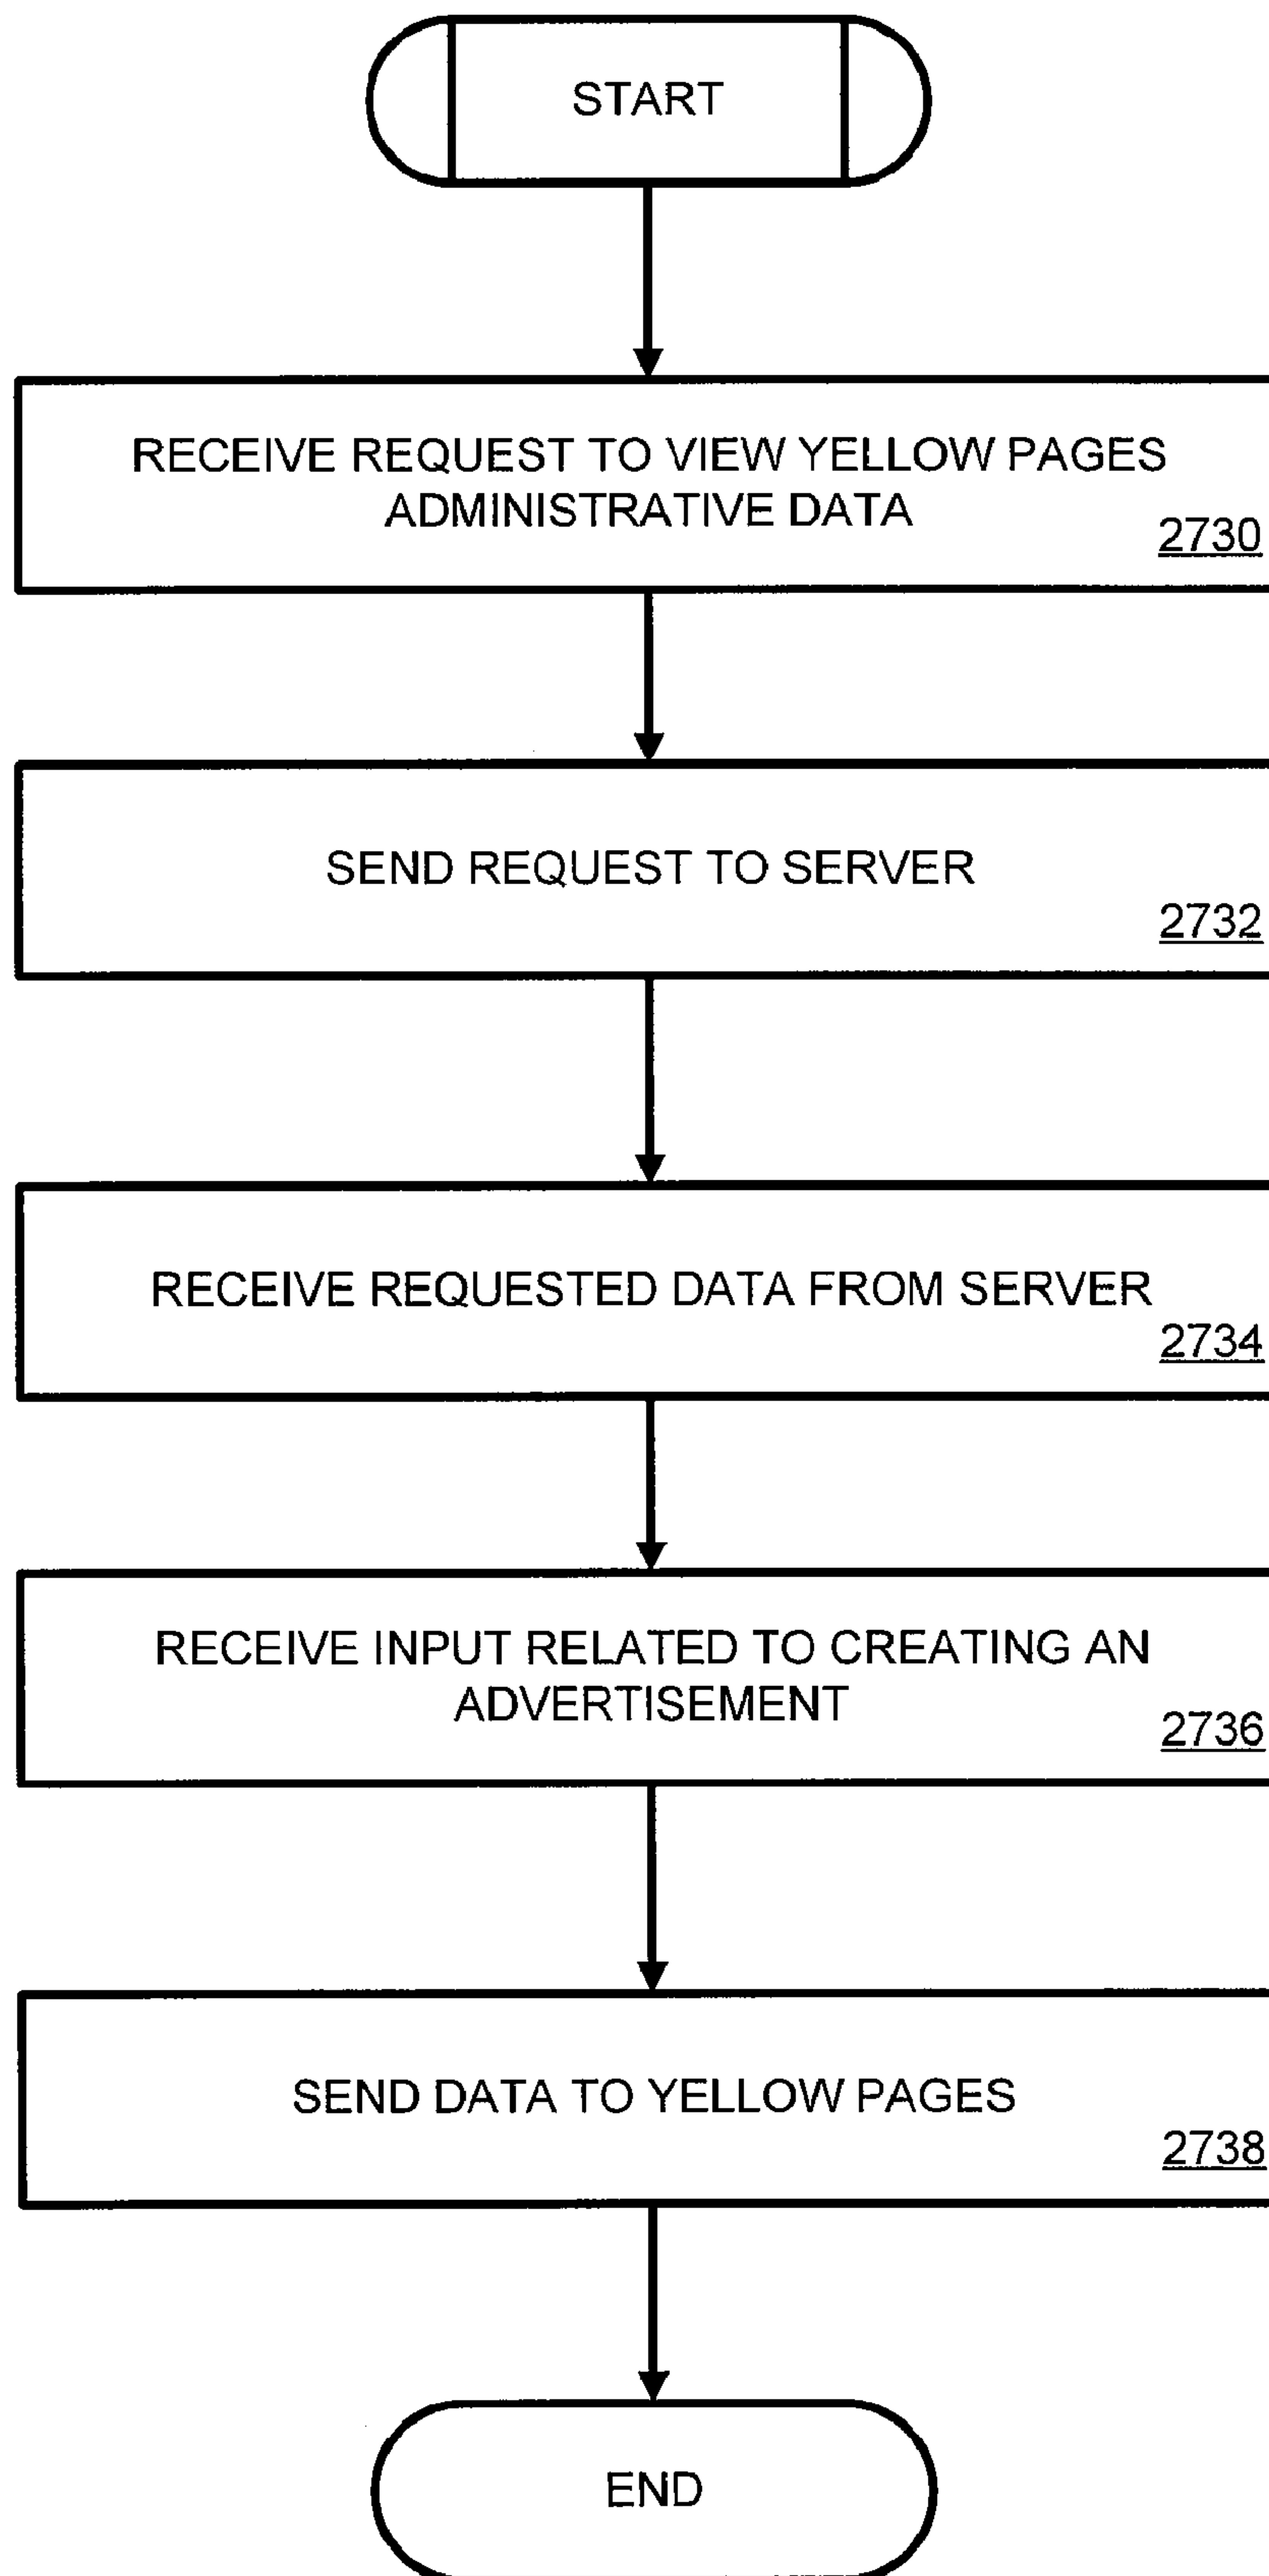 START
RECEIVE REQUEST TO VIEW YELLOW PAGES
ADMINISTRATIVE DATA
2730
SEND REQUEST TO SERVER
2732
RECEIVE REQUESTED DATA FROM SERVER
2734
RECEIVE INPUT RELATED TO CREATING AN
ADVERTISEMENT
2736
SEND DATA TO YELLOW PAGES
2738
END